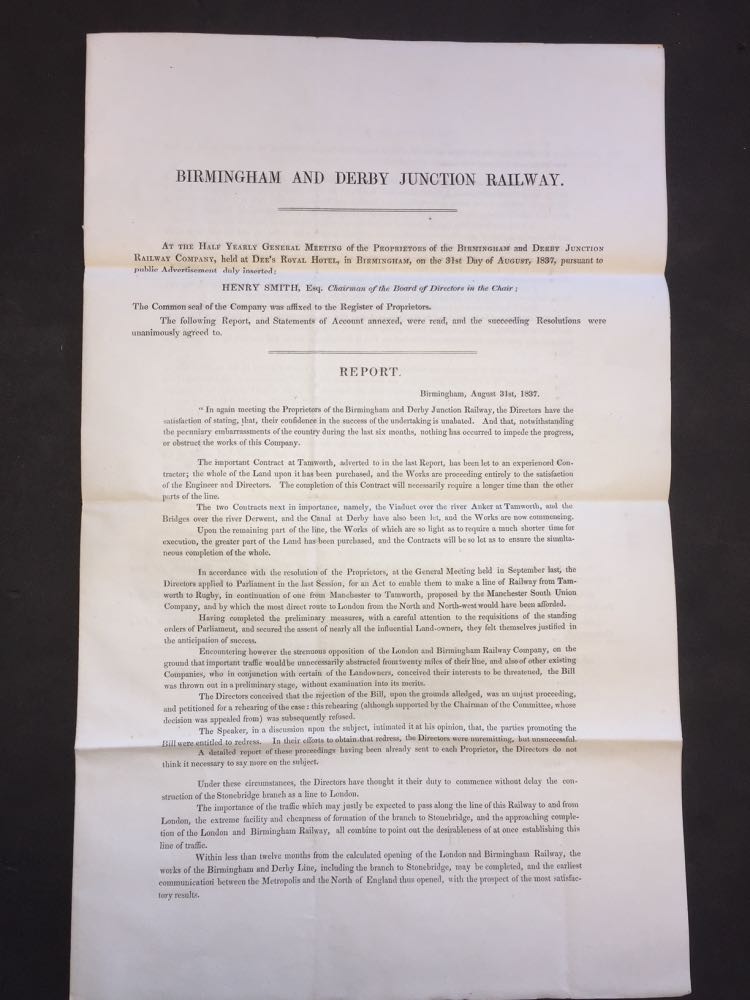 BIRMINGHAM AND DERBY JUNCTION RAILWAY.
AT THE HALF YEARLY GENERAL MEETING of the PROPRIETORS of the BIRMINGHAM and DERBY JUNCTION
RAILWAY COMPANY, held at DEE'S ROYAL HOTEL, in BIRMINGHAM, on the 31st Day of AUGUST, 1837, pursuant to
public Advertisement duly inserted;
HENRY SMITH, Esq. Chairman of the Board of Directors in the Chair;
The Common seal of the Company was affixed to the Register of Proprietors.
The following Report, and Statements of Account annexed, were read, and the succeeding Resolutions were
unanimously agreed to.
REPORT.
Birmingham, August 31st, 1837.
"In again meeting the Proprietors of the Birmingham and Derby Junction Railway, the Directors have the
satisfaction of stating, that, their confidence in the success of the undertaking is unabated. And that, notwithstanding
the pecuniary embarrassments of the country during the last six months, nothing has occurred to impede the progress,
or obstruct the works of this Company.
The important Contract at Tamworth, adverted to in the last Report, has been let to an experienced Con-
tractor; the whole of the Land upon it has been purchased, and the Works are proceeding entirely to the satisfaction
of the Engineer and Directors. The completion of this Contract will necessarily require a longer time than the other
parts of the line.
The two Contracts next in importance, namely, the Viaduct over the river Anker at Tamworth, and the
Bridges over the river Derwent, and the Canal at Derby have also been let, and the Works are now commencing.
Upon the remaining part of the line, the Works of which are so light as to require a much shorter time for
execution, the greater part of the Land has been purchased, and the Contracts will be so let as to ensure the simulta-
neous completion of the whole.
In accordance with the resolution of the Proprietors, at the General Meeting held in September last, the
Directors applied to Parliament in the last Session, for an Act to enable them to make a line of Railway from Tam-
worth to Rugby, in continuation of one from Manchester to Tamworth, proposed by the Manchester South Union
Company, and by which the most direct route to London from the North and North-west would have been afforded.
Having completed the preliminary measures, with a careful attention to the requisitions of the standing
orders of Parliament, and secured the assent of nearly all the influential Land-owners, they felt themselves justified in
the anticipation of success.
Encountering however the strenuous opposition of the London and Birmingham Railway Company, on the
ground that important traffic would be unnecessarily abstracted from twenty miles of their line, and also of other existing
Companies, who in conjunction with certain of the Landowners, conceived their interests to be threatened, the Bill
was thrown out in a preliminary stage, without examination into its merits.
The Directors conceived that the rejection of the Bill, upon the grounds alledged, was an unjust proceeding,
and petitioned for a rehearing of the case: this rehearing (although supported by the Chairman of the Committee, whose
decision was appealed from) was subsequently refused.
The Speaker, in a discussion upon the subject, intimated it at his opinion, that, the parties promoting the
Bill were entitled to redress. In their efforts to obtain that redress, the Directors were unremitting, but unsuccessful.
A detailed report of these proceedings having been already sent to each Proprietor, the Directors do not
think it necessary to say more on the subject.
Under these circumstances, the Directors have thought it their duty to commence without delay the con-
struction of the Stonebridge branch as a line to London.
The importance of the traffic which may justly be expected to pass along the line of this Railway to and from
London, the extreme facility and cheapness of formation of the branch to Stonebridge, and the approaching comple-
tion of the London and Birmingham Railway, all combine to point out the desirableness of at once establishing this
line of traffic.
Within less than twelve months from the calculated opening of the London and Birmingham Railway, the
works of the Birmingham and Derby Line, including the branch to Stonebridge, may be completed, and the earliest
communication between the Metropolis and the North of England thus opened, with the prospect of the most satisfac-
tory results.